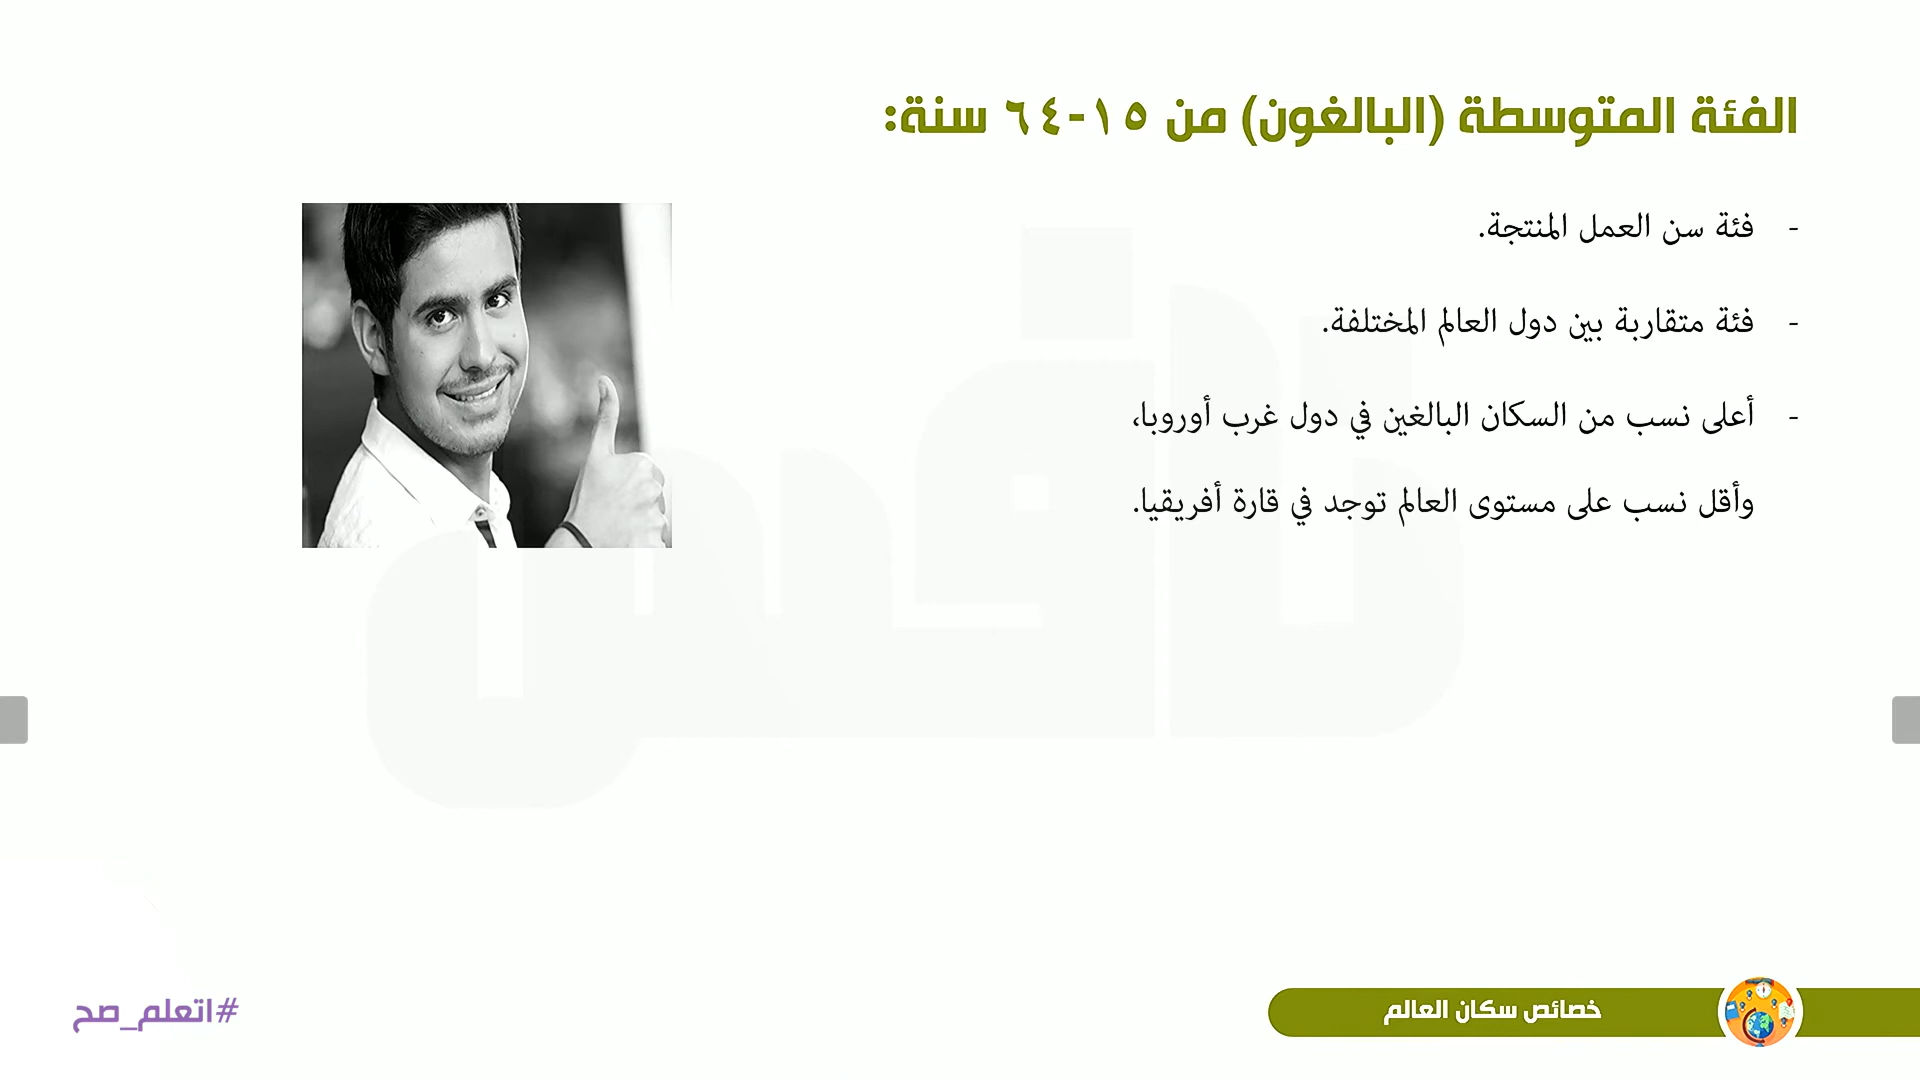 الفئة المتوسطة (البالغون) من ١٥-٦٤ سنة:
- فئة سن العمل المنتجة.
- فئة متقاربة بين دول العالم المختلفة.
- أعلى نسب من السكان البالغين في دول غرب أوروبا،
وأقل نسب على مستوى العالم توجد في قارة أفريقيا.
خصائص سكان العالم
#اتعلم_صح